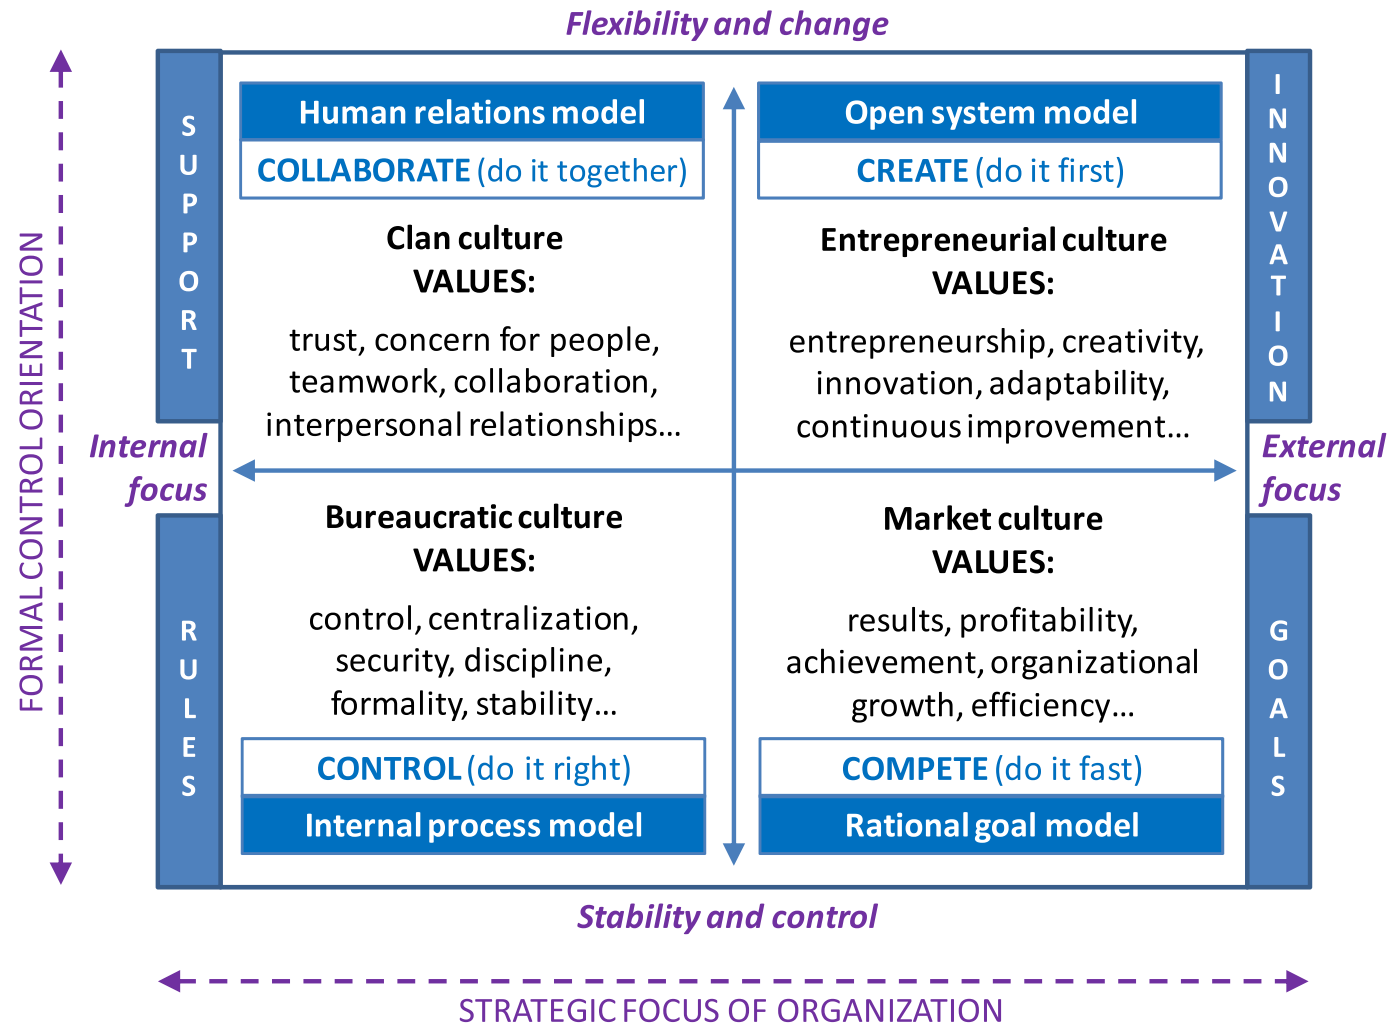 Flexibility and change
SUPPORT
INNOVATION
Human relations model
COLLABORATE (do it together)
Clan culture
VALUES:
trust, concern for people,
teamwork, collaboration,
interpersonal relationships...
Open system model
CREATE (do it first)
Entrepreneurial culture
VALUES:
entrepreneurship, creativity,
innovation, adaptability,
continuous improvement...
FORMAL CONTROL ORIENTATION
Internal
focus
External
focus
RULES
GOALS
Bureaucratic culture
VALUES:
control, centralization,
security, discipline,
formality, stability...
CONTROL (do it right)
Internal process model
Market culture
VALUES:
results, profitability,
achievement, organizational
growth, efficiency...
COMPETE (do it fast)
Rational goal model
Stability and control
STRATEGIC FOCUS OF ORGANIZATION